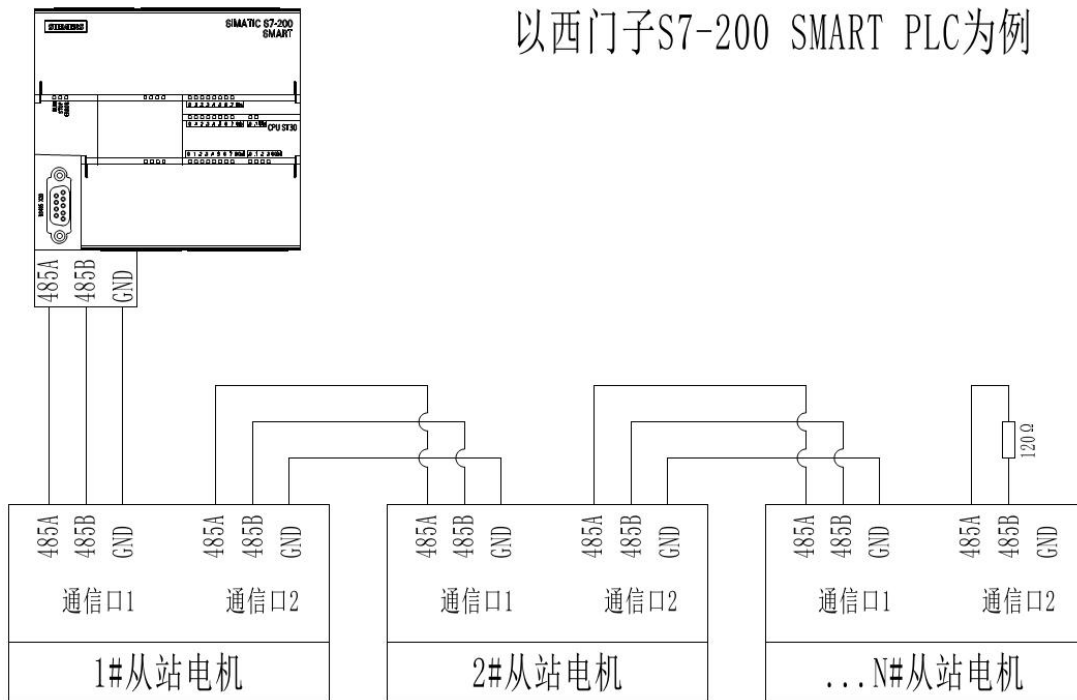 以西门子S7-200 SMART PLC为例
SIEMENS
SIMATIC S7-200
SMART
CPU ST30
485A
485B
GND
120Ω
485A 485B GND 485A 485B GND
通信口1 通信口2
1#从站电机
485A 485B GND 485A 485B GND
通信口1 通信口2
2#从站电机
485A 485B GND 485A 485B GND
通信口1 通信口2
...N#从站电机